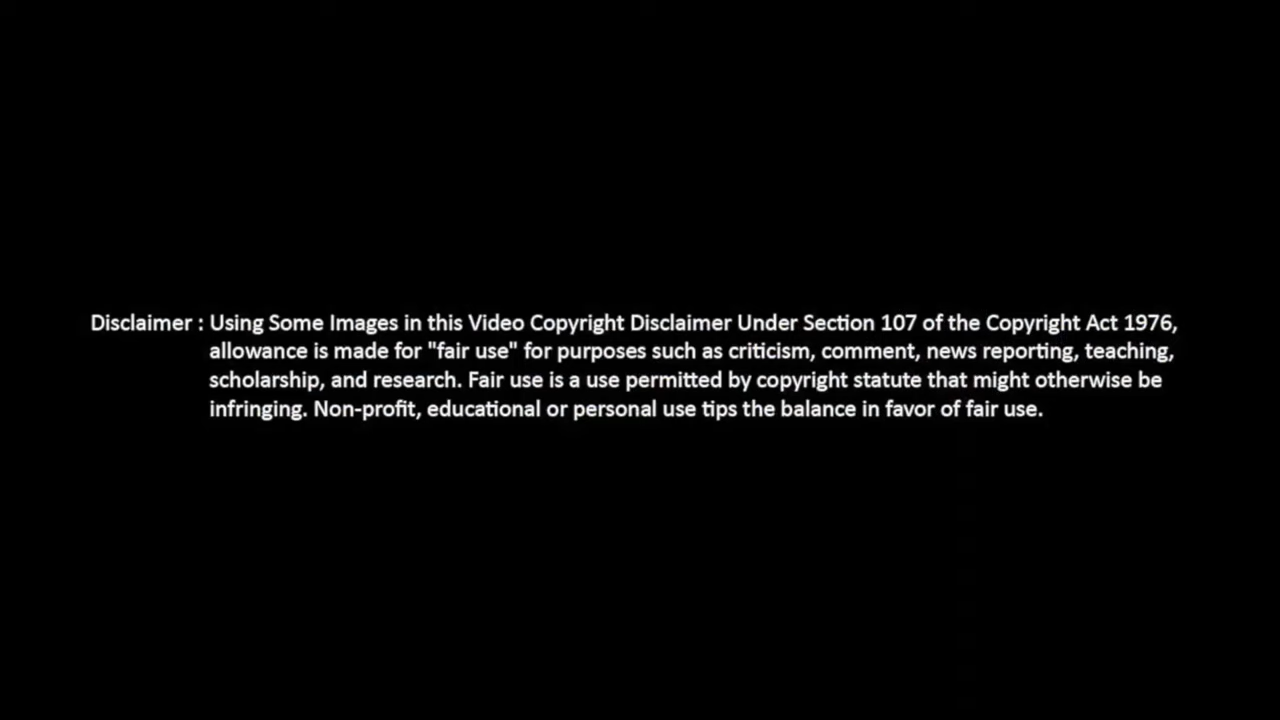 Disclaimer : Using Some Images in this Video Copyright Disclaimer Under Section 107 of the Copyright Act 1976,
allowance is made for "fair use" for purposes such as criticism, comment, news reporting, teaching,
scholarship, and research. Fair use is a use permitted by copyright statute that might otherwise be
infringing. Non-profit, educational or personal use tips the balance in favor of fair use.